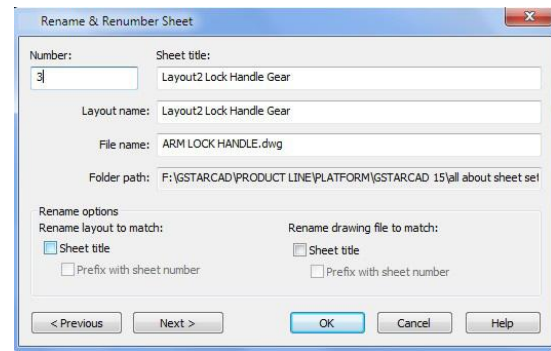 Rename & Renumber Sheet
Number: Sheet title:
3 Layout2 Lock Handle Gear
Layout name: Layout2 Lock Handle Gear
File name: ARM LOCK HANDLE.dwg
Folder path: F:\GSTARCAD\PRODUCT LINE\PLATFORM\GSTARCAD 15\all about sheet set
Rename options
Rename layout to match: Rename drawing file to match:
Sheet title Sheet title
Prefix with sheet number Prefix with sheet number
< Previous Next > OK Cancel Help